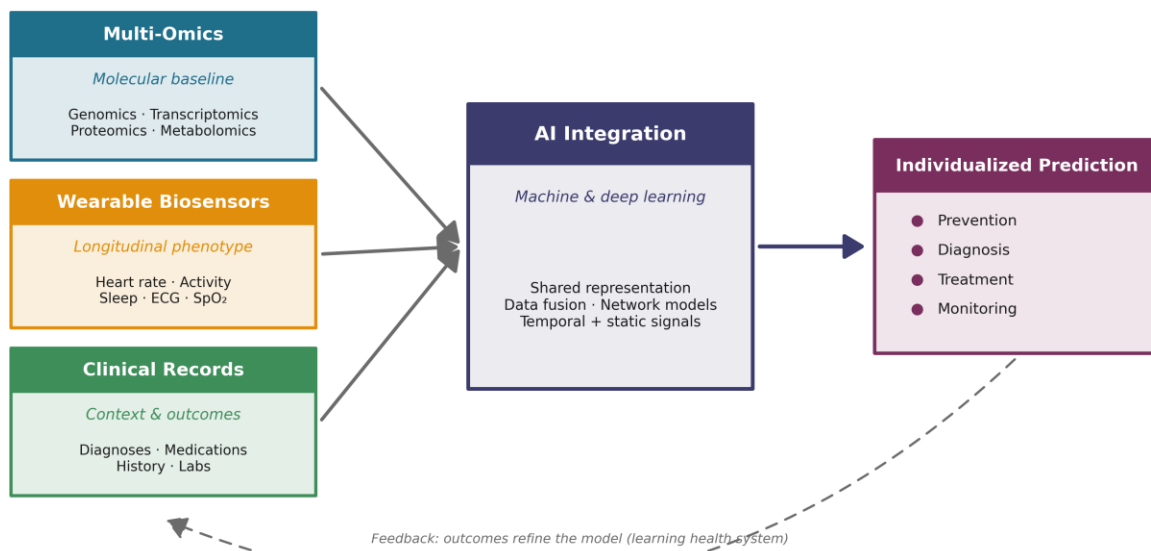 Multi-Omics
Molecular baseline
Genomics · Transcriptomics
Proteomics · Metabolomics
Wearable Biosensors
Longitudinal phenotype
Heart rate · Activity
Sleep · ECG · SpO₂
Clinical Records
Context & outcomes
Diagnoses · Medications
History · Labs
AI Integration
Machine & deep learning
Shared representation
Data fusion · Network models
Temporal + static signals
Individualized Prediction
● Prevention
● Diagnosis
● Treatment
● Monitoring
Feedback: outcomes refine the model (learning health system)